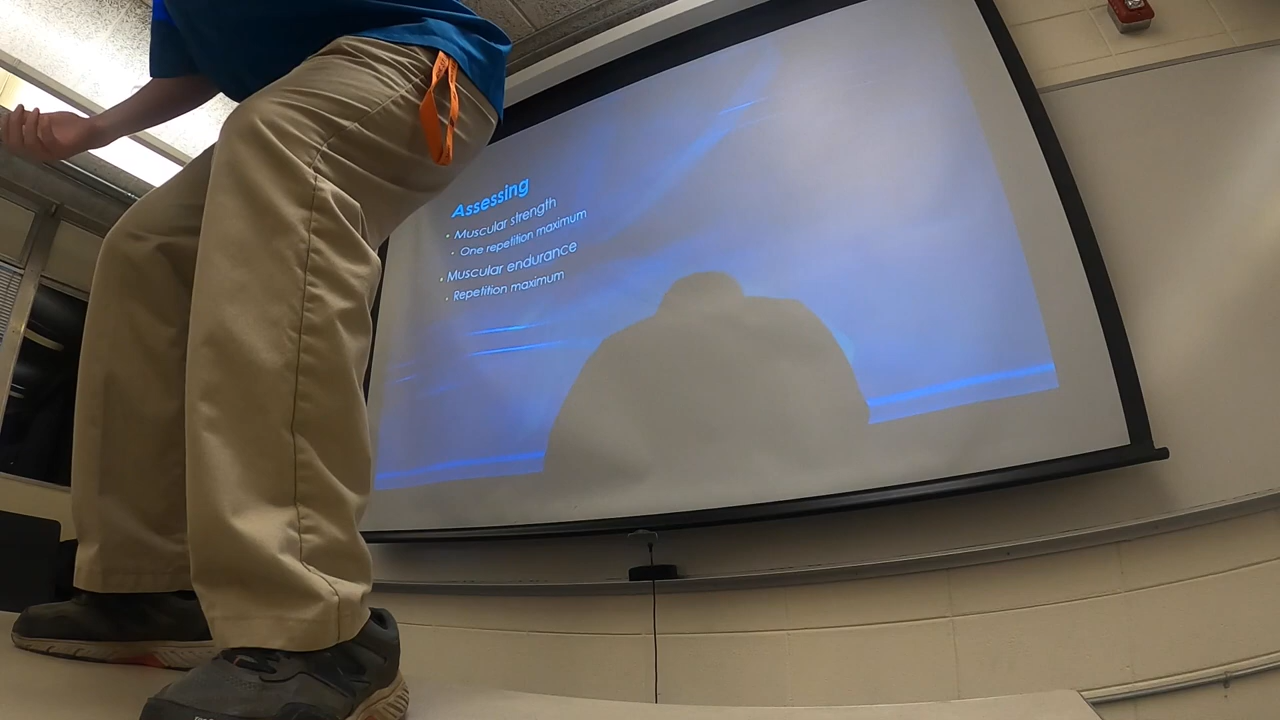 Assessing
• Muscular strength
• One repetition maximum
• Muscular endurance
• Repetition maximum